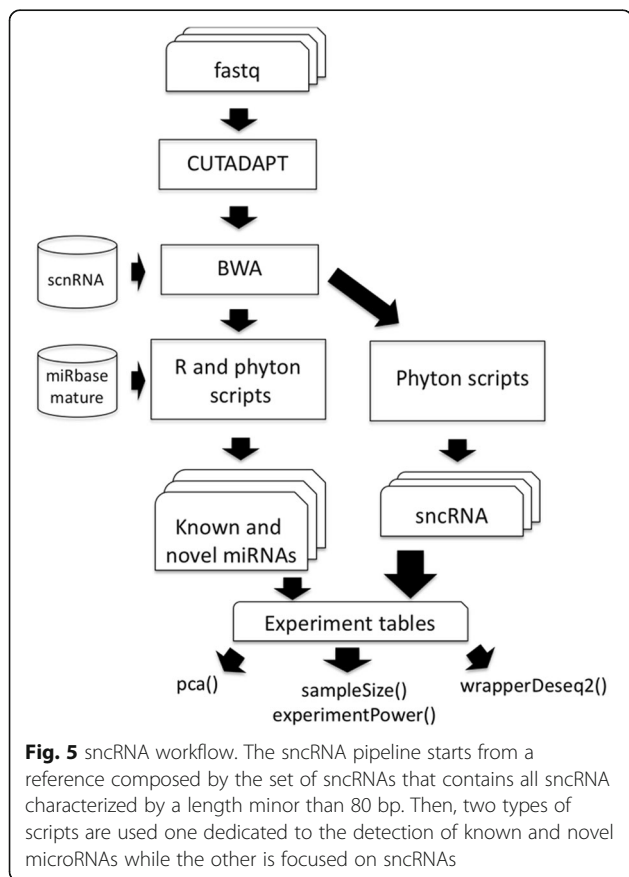 fastq
CUTADAPT
scnRNA
BWA
miRbase
mature
R and phyton
scripts
Phyton scripts
Known and
novel miRNAs
sncRNA
Experiment tables
pca()
sampleSize()
experimentPower()
wrapperDeseq2()
Fig. 5 sncRNA workflow. The sncRNA pipeline starts from a
reference composed by the set of sncRNAs that contains all sncRNA
characterized by a length minor than 80 bp. Then, two types of
scripts are used one dedicated to the detection of known and novel
microRNAs while the other is focused on sncRNAs